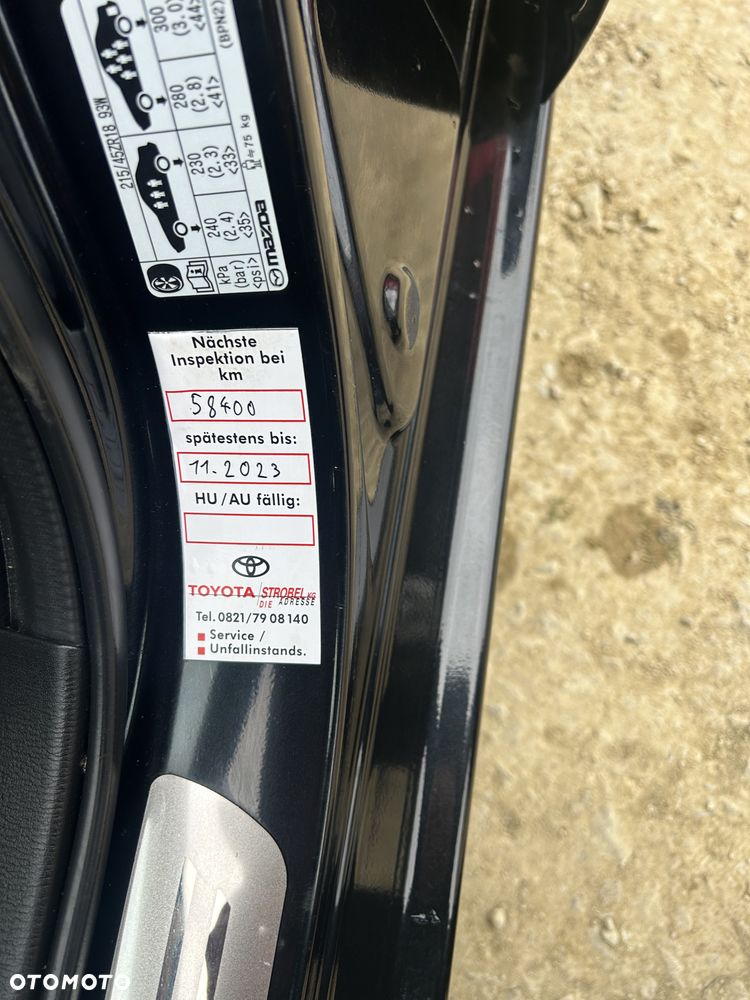 215/45ZR18 93W
240 230 280 300
(2.4) (2.3) (2.8) (3.0)
<35> <33> <41> <44>
kPa
(bar)
<psi>
≒75 kg
(BPN2)
mazda
Nächste
Inspektion bei
km
58400
spätestens bis:
11.2023
HU/AU fällig:
TOYOTA STROBEL KG
DIE ADRESSE
Tel. 0821/79 08 140
Service /
Unfallinstands.
OTOMOTO